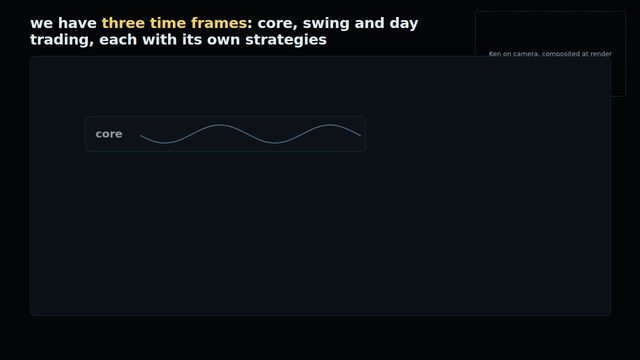 we have three time frames: core, swing and day
trading, each with its own strategies
Ken on camera, composited at render
core